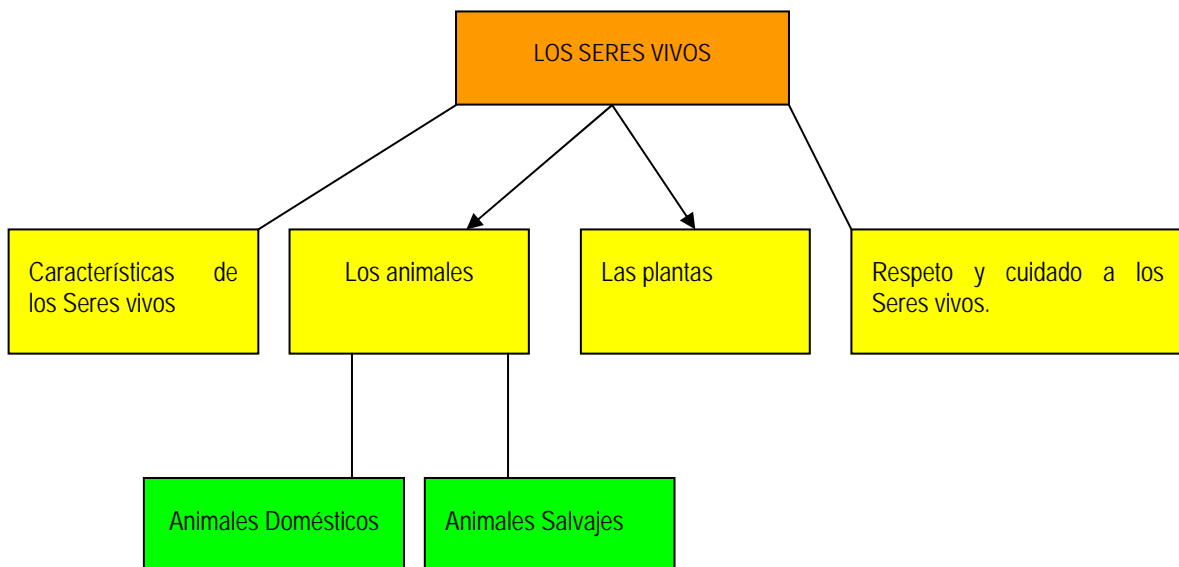 LOS SERES VIVOS
Características de
los Seres vivos
Los animales
Las plantas
Respeto y cuidado a los
Seres vivos.
Animales Domésticos
Animales Salvajes